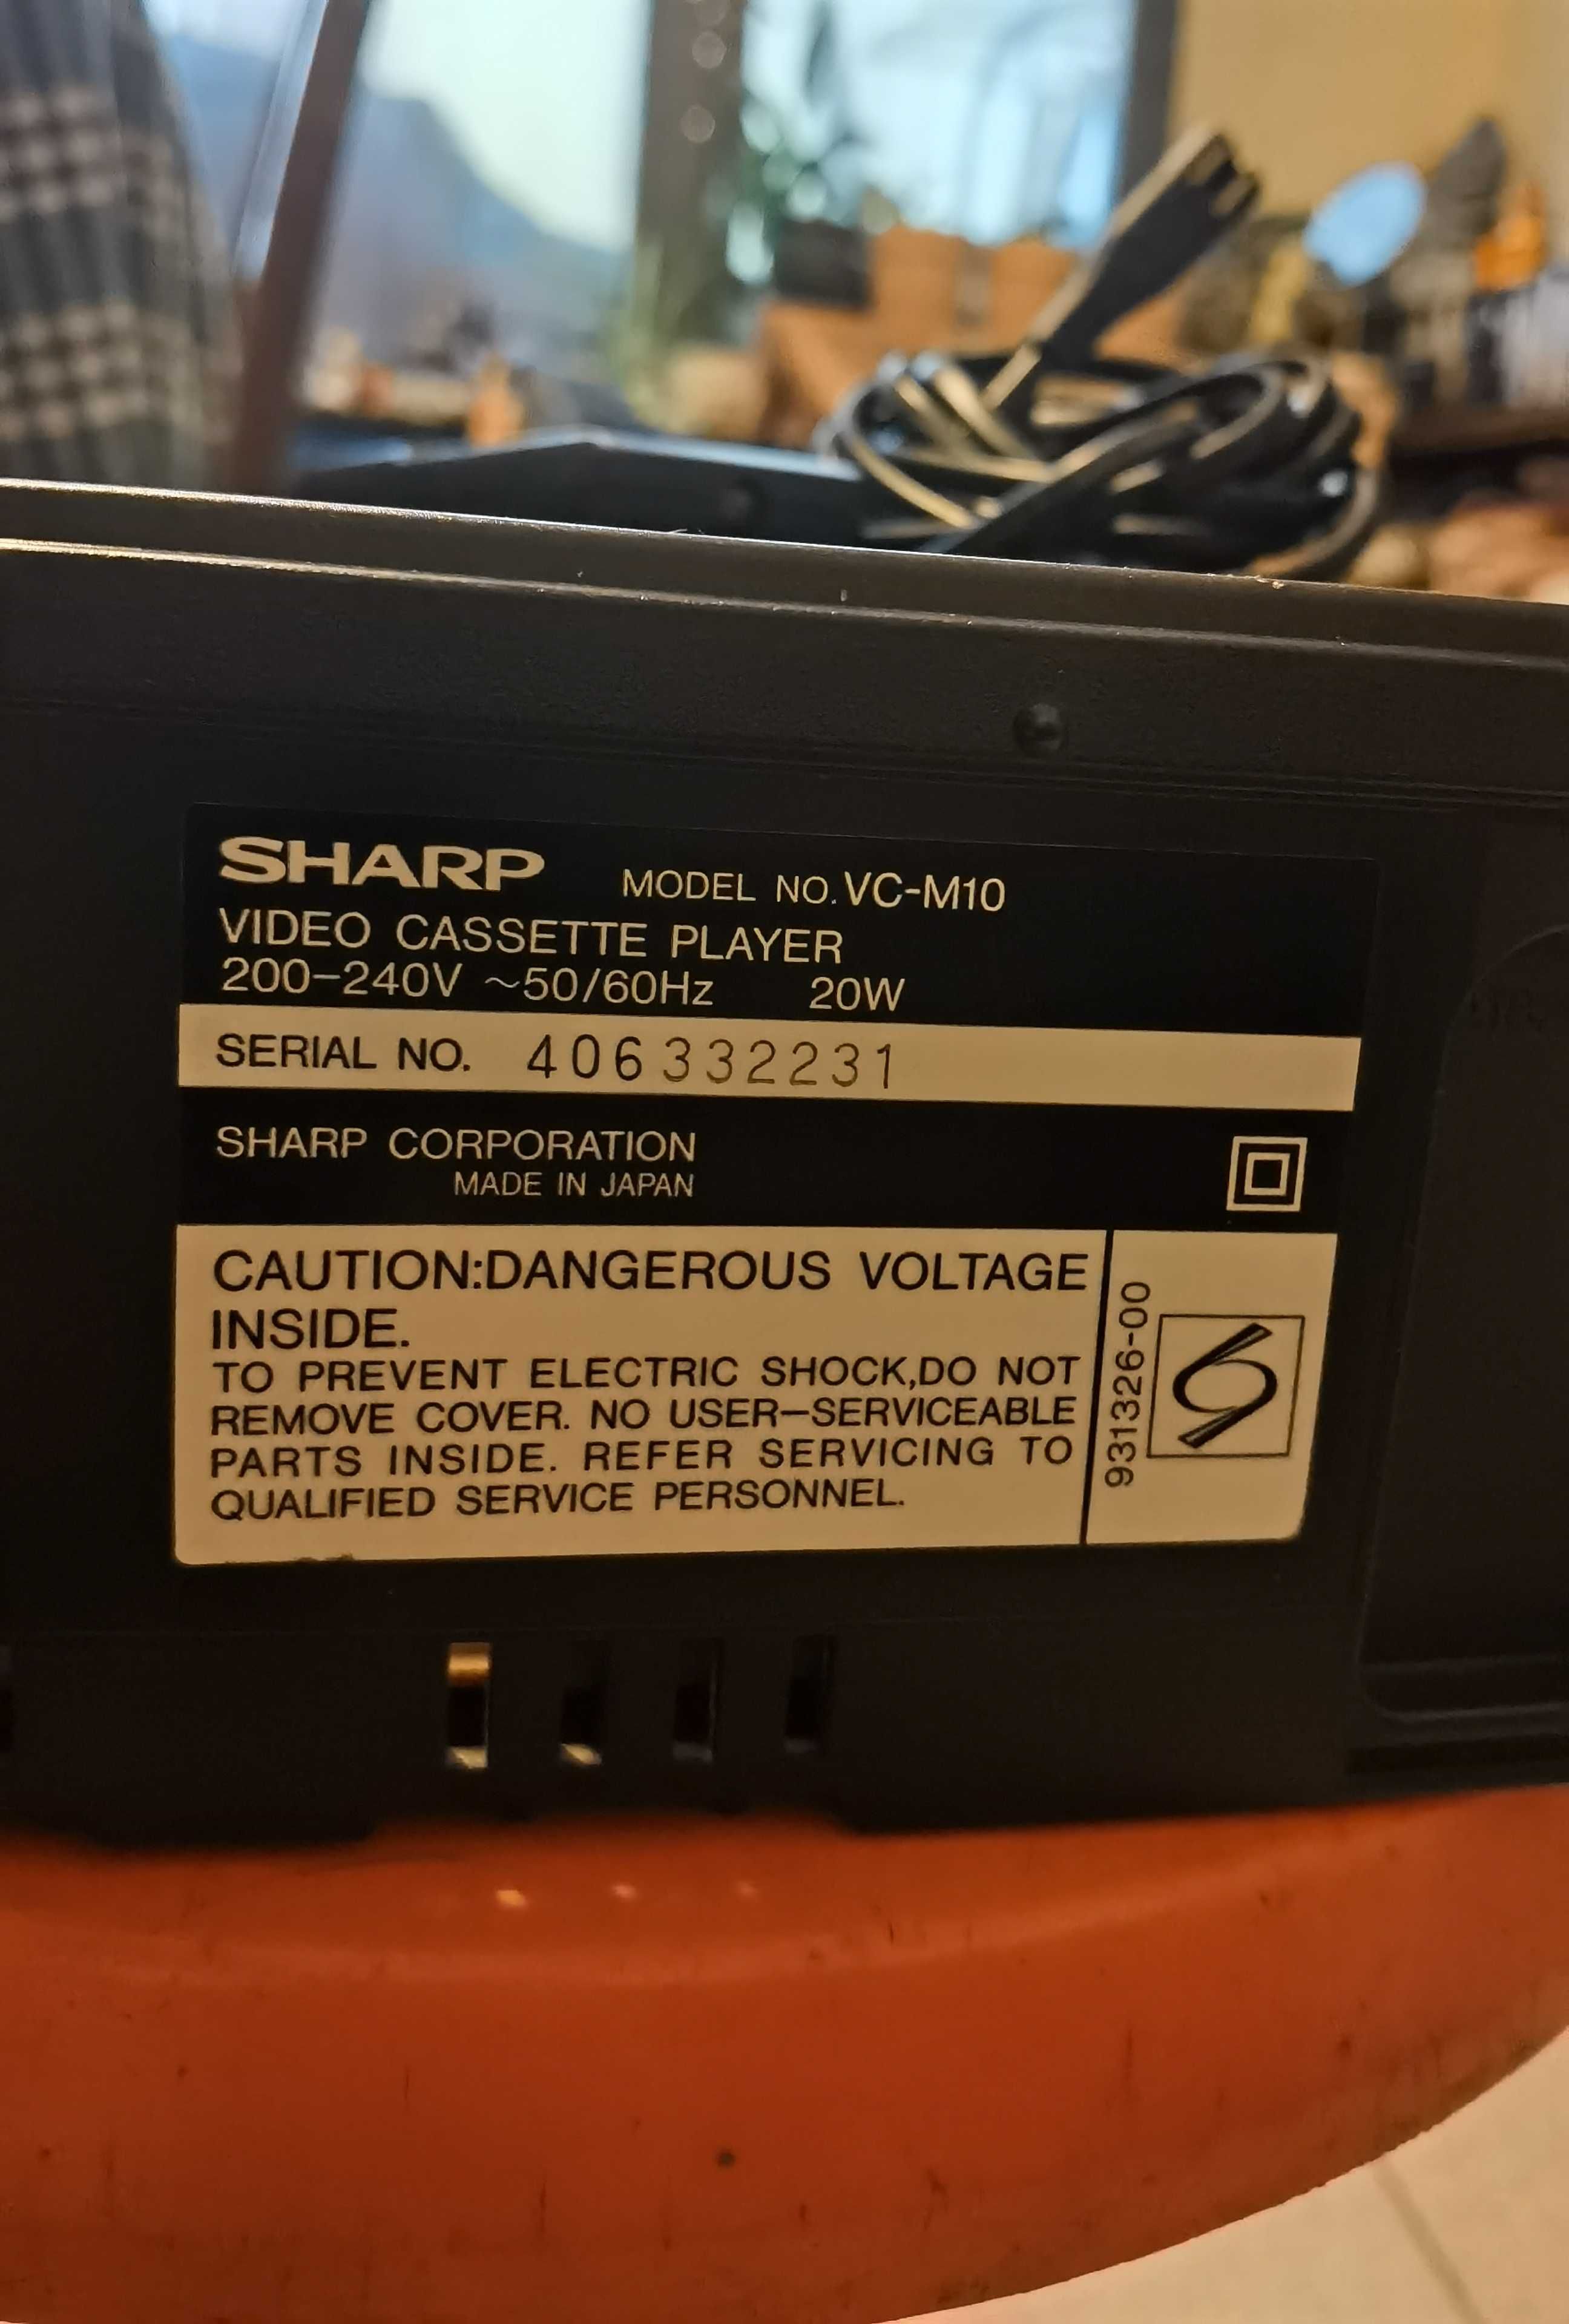 SHARP MODEL NO. VC-M10
VIDEO CASSETTE PLAYER
200-240V ~50/60Hz 20W
SERIAL NO. 406332231
SHARP CORPORATION
MADE IN JAPAN
CAUTION:DANGEROUS VOLTAGE
INSIDE.
TO PREVENT ELECTRIC SHOCK,DO NOT
REMOVE COVER. NO USER-SERVICEABLE
PARTS INSIDE. REFER SERVICING TO
QUALIFIED SERVICE PERSONNEL.
9313226-00